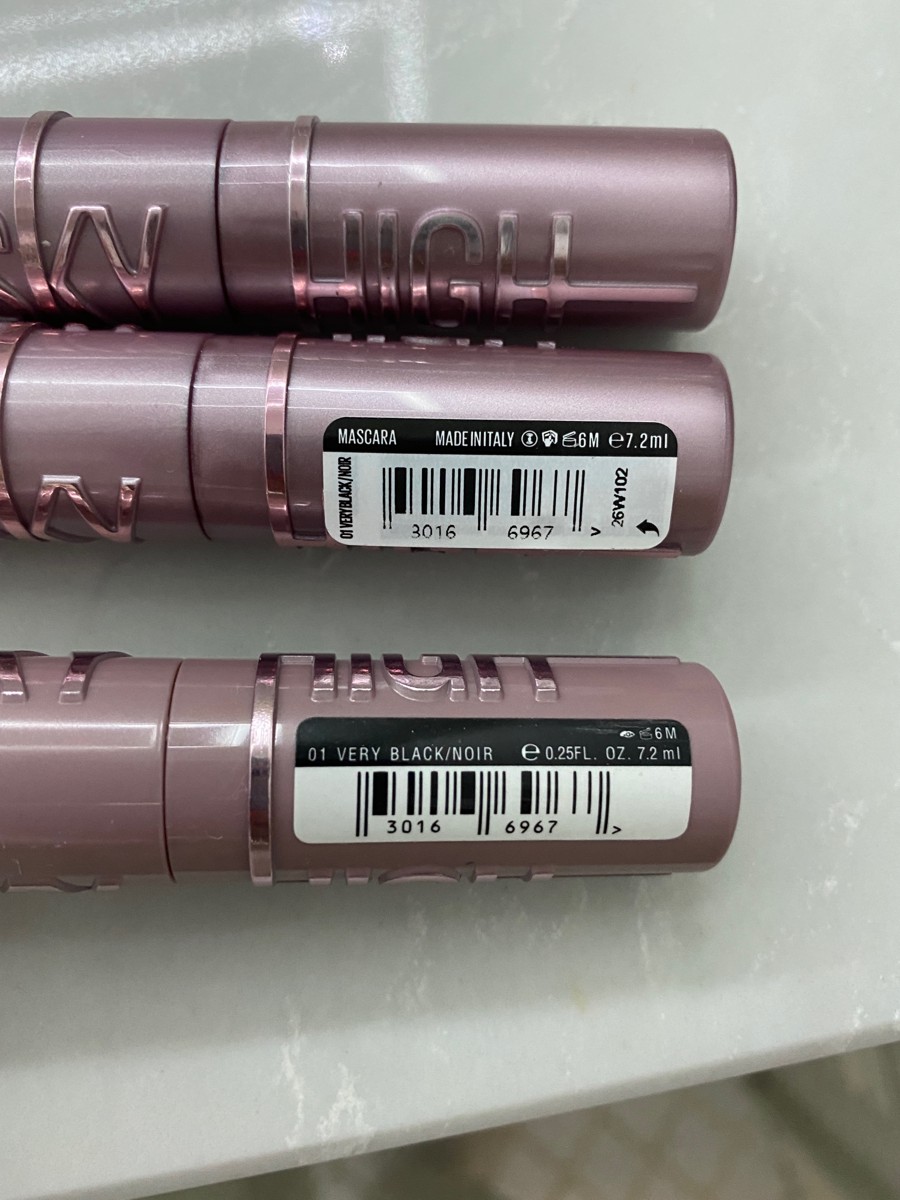 HIGH
MASCARA MADE IN ITALY 6M ℮7.2ml
01 VERY BLACK/NOIR
3016 6967 >
26W102
HIGH
6M
01 VERY BLACK/NOIR ℮ 0.25FL. OZ. 7.2 ml
3016 6967 >